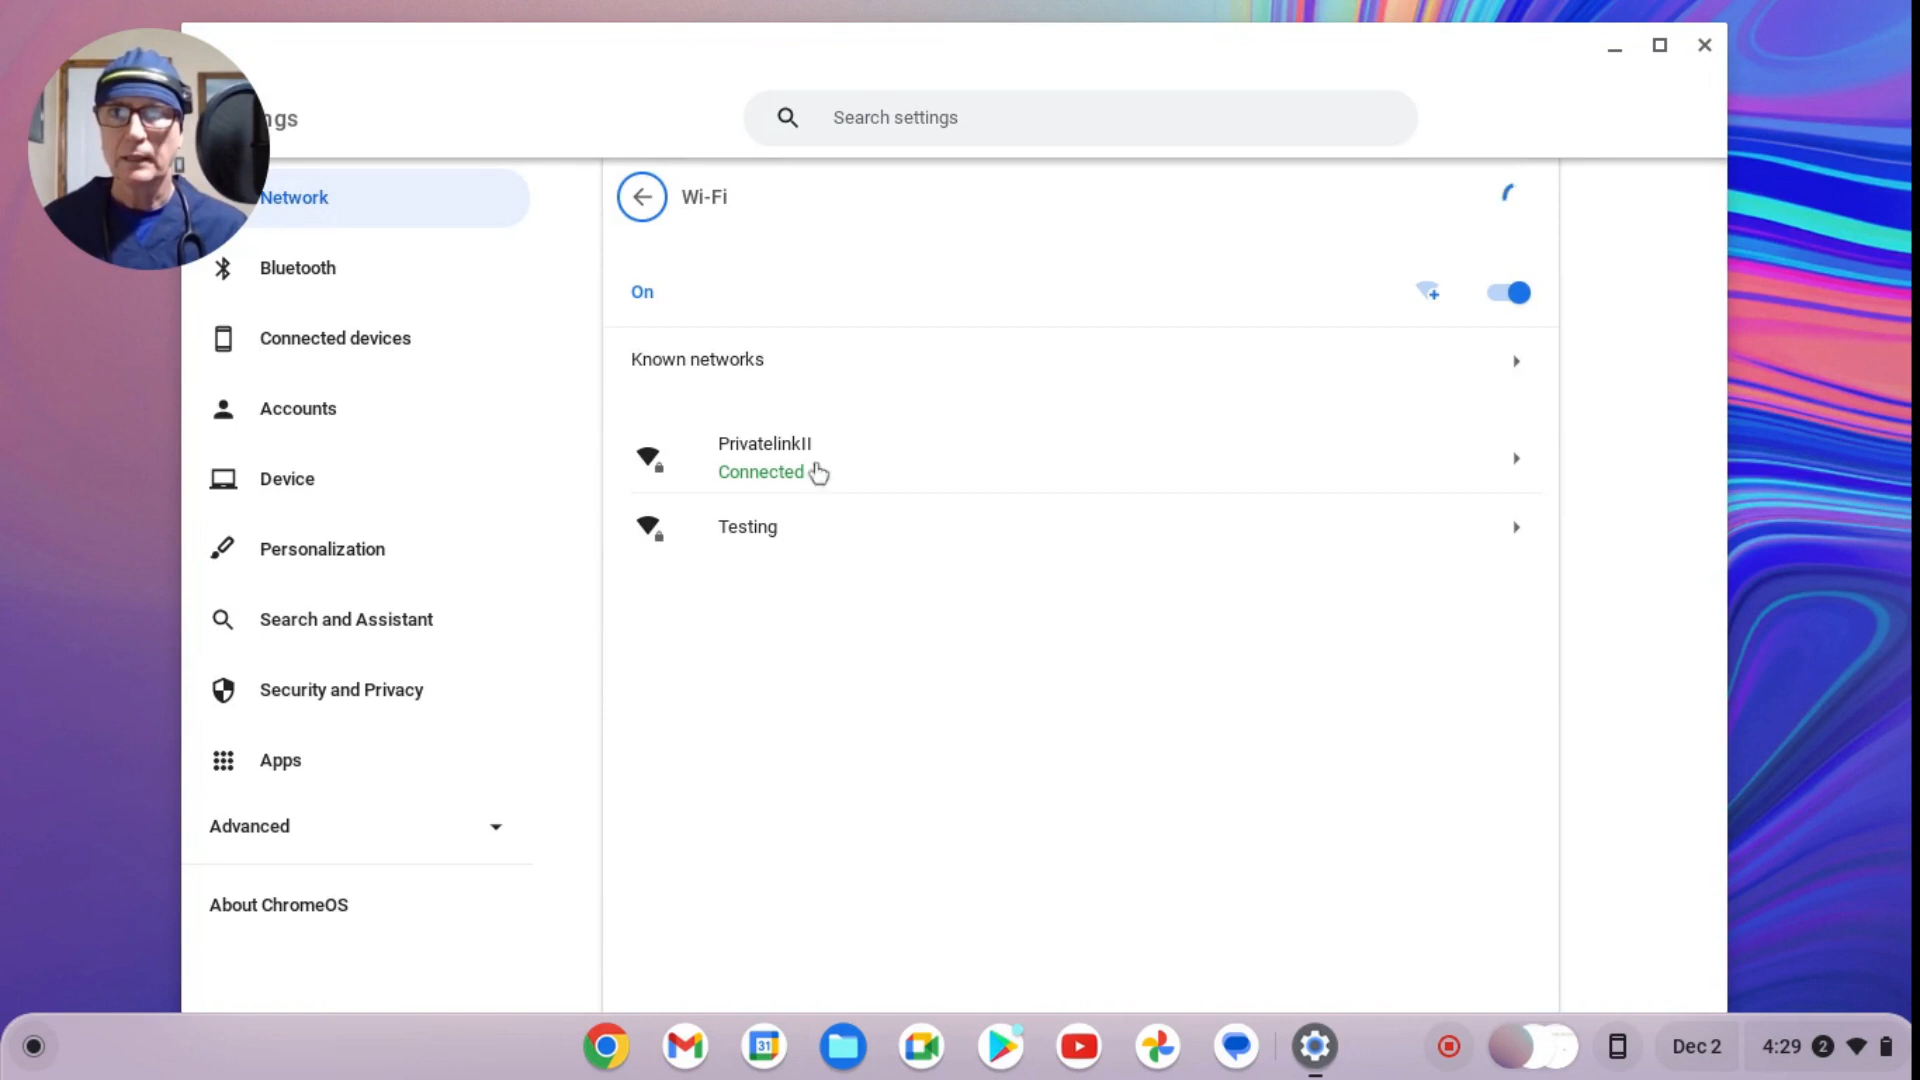 ngs
Search settings
Network
Wi-Fi
Bluetooth
On
Connected devices
Known networks
Accounts
PrivatelinkII
Connected
Device
Testing
Personalization
Search and Assistant
Security and Privacy
Apps
Advanced
About ChromeOS
31
Dec 2
4:29
2